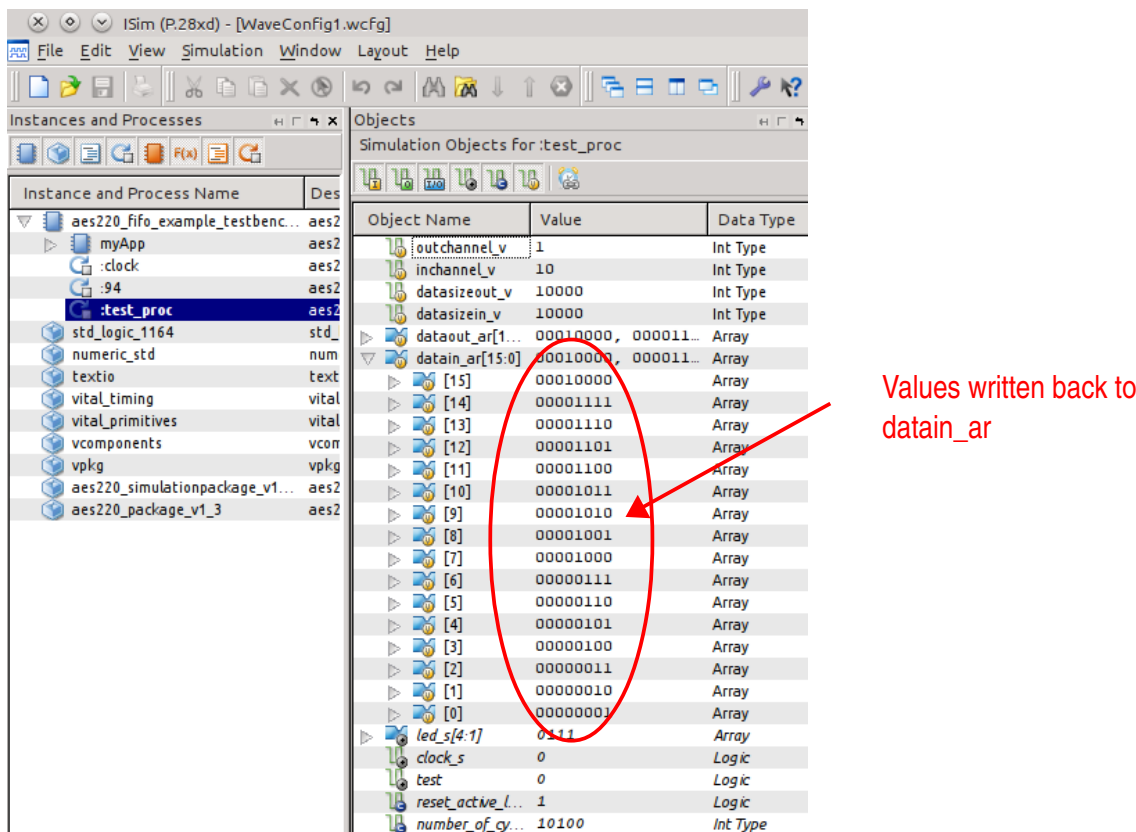 ISim (P.28xd) - [WaveConfig1.wcfg]
File Edit View Simulation Window Layout Help
Instances and Processes
F(x)
Instance and Process Name Des
aes220_fifo_example_testbenc... aes2
myApp aes2
:clock aes2
:94 aes2
:test_proc aes2
std_logic_1164 std_
numeric_std num
textio text
vital_timing vital
vital_primitives vital
vcomponents vcom
vpkg vpkg
aes220_simulationpackage_v1... aes2
aes220_package_v1_3 aes2
Objects
Simulation Objects for :test_proc
I/O
Object Name Value Data Type
outchannel_v 1 Int Type
inchannel_v 10 Int Type
datasizeout_v 10000 Int Type
datasizein_v 10000 Int Type
dataout_ar[1... 00010000, 000011... Array
datain_ar[15:0] 00010000, 000011... Array
[15] 00010000 Array
[14] 00001111 Array
[13] 00001110 Array
[12] 00001101 Array
[11] 00001100 Array
[10] 00001011 Array
[9] 00001010 Array
[8] 00001001 Array
[7] 00001000 Array
[6] 00000111 Array
[5] 00000110 Array
[4] 00000101 Array
[3] 00000100 Array
[2] 00000011 Array
[1] 00000010 Array
[0] 00000001 Array
led_s[4:1] 0111 Array
clock_s 0 Logic
test 0 Logic
reset_active_l... 1 Logic
number_of_cy... 10100 Int Type
Values written back to
datain_ar